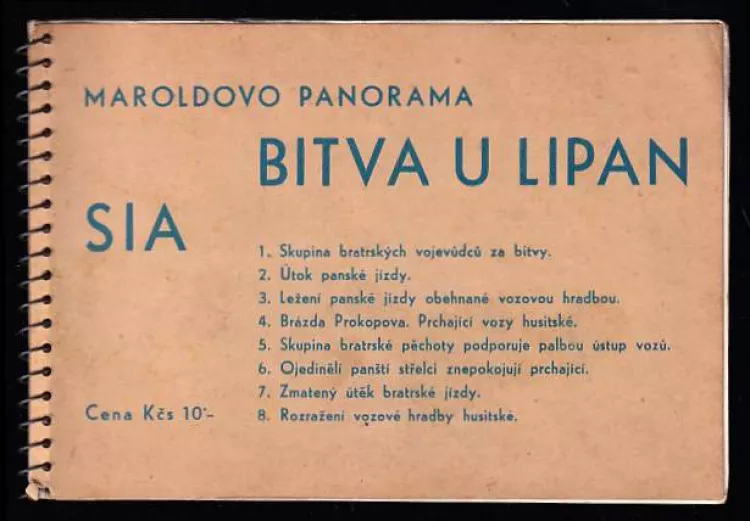 MAROLDOVO PANORAMA
BITVA U LIPAN
SIA
1. Skupina bratrských vojevůdců za bitvy.
2. Útok panské jízdy.
3. Ležení panské jízdy obehnané vozovou hradbou.
4. Brázda Prokopova. Prchající vozy husitské.
5. Skupina bratrské pěchoty podporuje palbou ústup vozů.
6. Ojedinělí panští střelci znepokojují prchající.
7. Zmatený útěk bratrské jízdy.
8. Rozražení vozové hradby husitské.
Cena Kčs 10·–